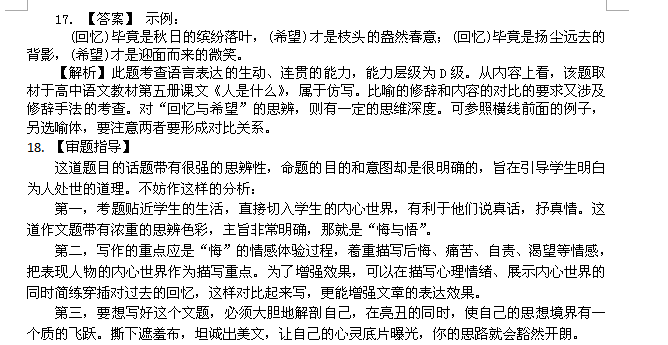 17. 【答案】 示例：
(回忆)毕竟是秋日的缤纷落叶，(希望)才是枝头的盎然春意；(回忆)毕竟是扬尘远去的
背影，(希望)才是迎面而来的微笑。
【解析】此题考查语言表达的生动、连贯的能力，能力层级为 D 级。从内容上看，该题取
材于高中语文教材第五册课文《人是什么》，属于仿写。比喻的修辞和内容的对比的要求又涉及
修辞手法的考查。对“回忆与希望”的思辨，则有一定的思维深度。可参照横线前面的例子，
另选喻体，要注意两者要形成对比关系。
18. 【审题指导】
这道题目的话题带有很强的思辨性，命题的目的和意图却是很明确的，旨在引导学生明白
为人处世的道理。不妨作这样的分析：
第一，考题贴近学生的生活，直接切入学生的内心世界，有利于他们说真话，抒真情。这
道作文题带有浓重的思辨色彩，主旨非常明确，那就是“悔与悟”。
第二，写作的重点应是“悔”的情感体验过程，着重描写后悔、痛苦、自责、渴望等情感，
把表现人物的内心世界作为描写重点。为了增强效果，可以在描写心理情绪、展示内心世界的
同时简练穿插对过去的回忆，这样对比起来写，更能增强文章的表达效果。
第三，要想写好这个文题，必须大胆地解剖自己，在亮丑的同时，使自己的思想境界有一
个质的飞跃。撕下遮羞布，坦诚出美文，让自己的心灵底片曝光，你的思路就会豁然开朗。